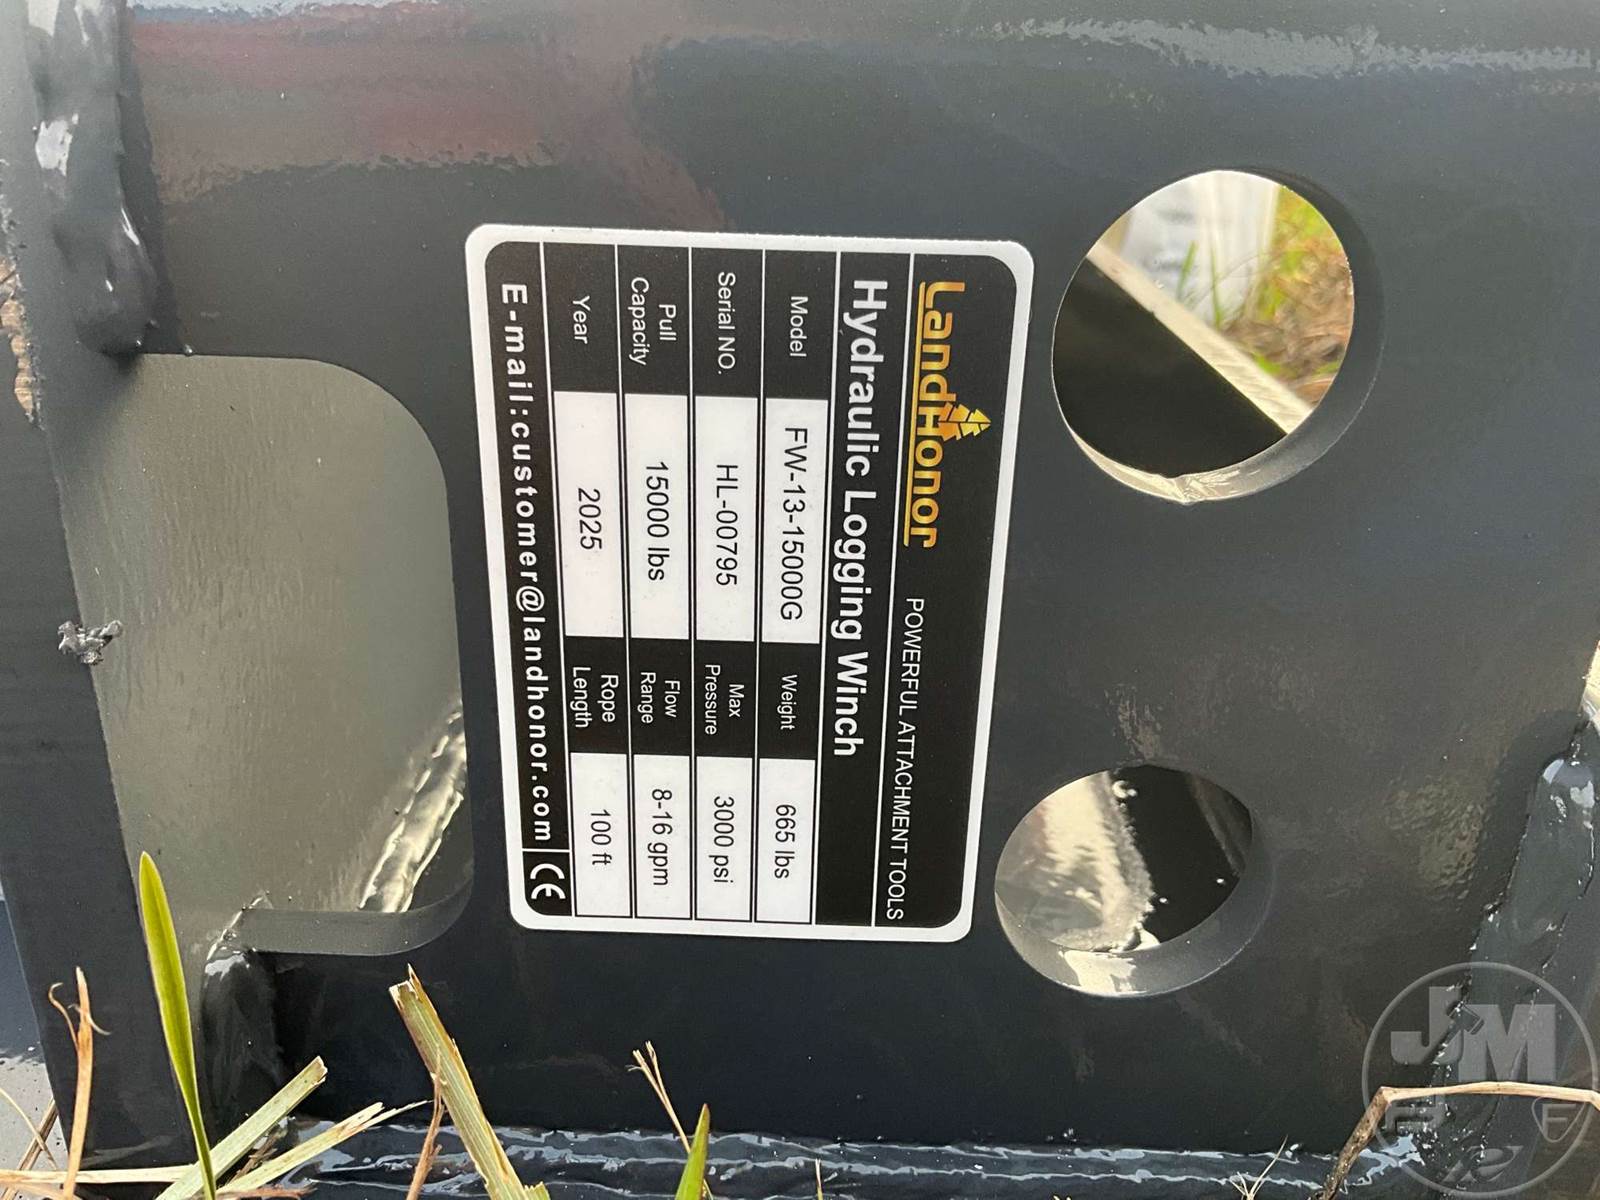 LandHonor POWERFUL ATTACHMENT TOOLS
Hydraulic Logging Winch
Model FW-13-15000G Weight 665 lbs
Serial NO. HL-00795 Max Pressure 3000 psi
Pull Capacity 15000 lbs Flow Range 8-16 gpm
Year 2025 Rope Length 100 ft
E-mail:customer@landhonor.com CE
JM